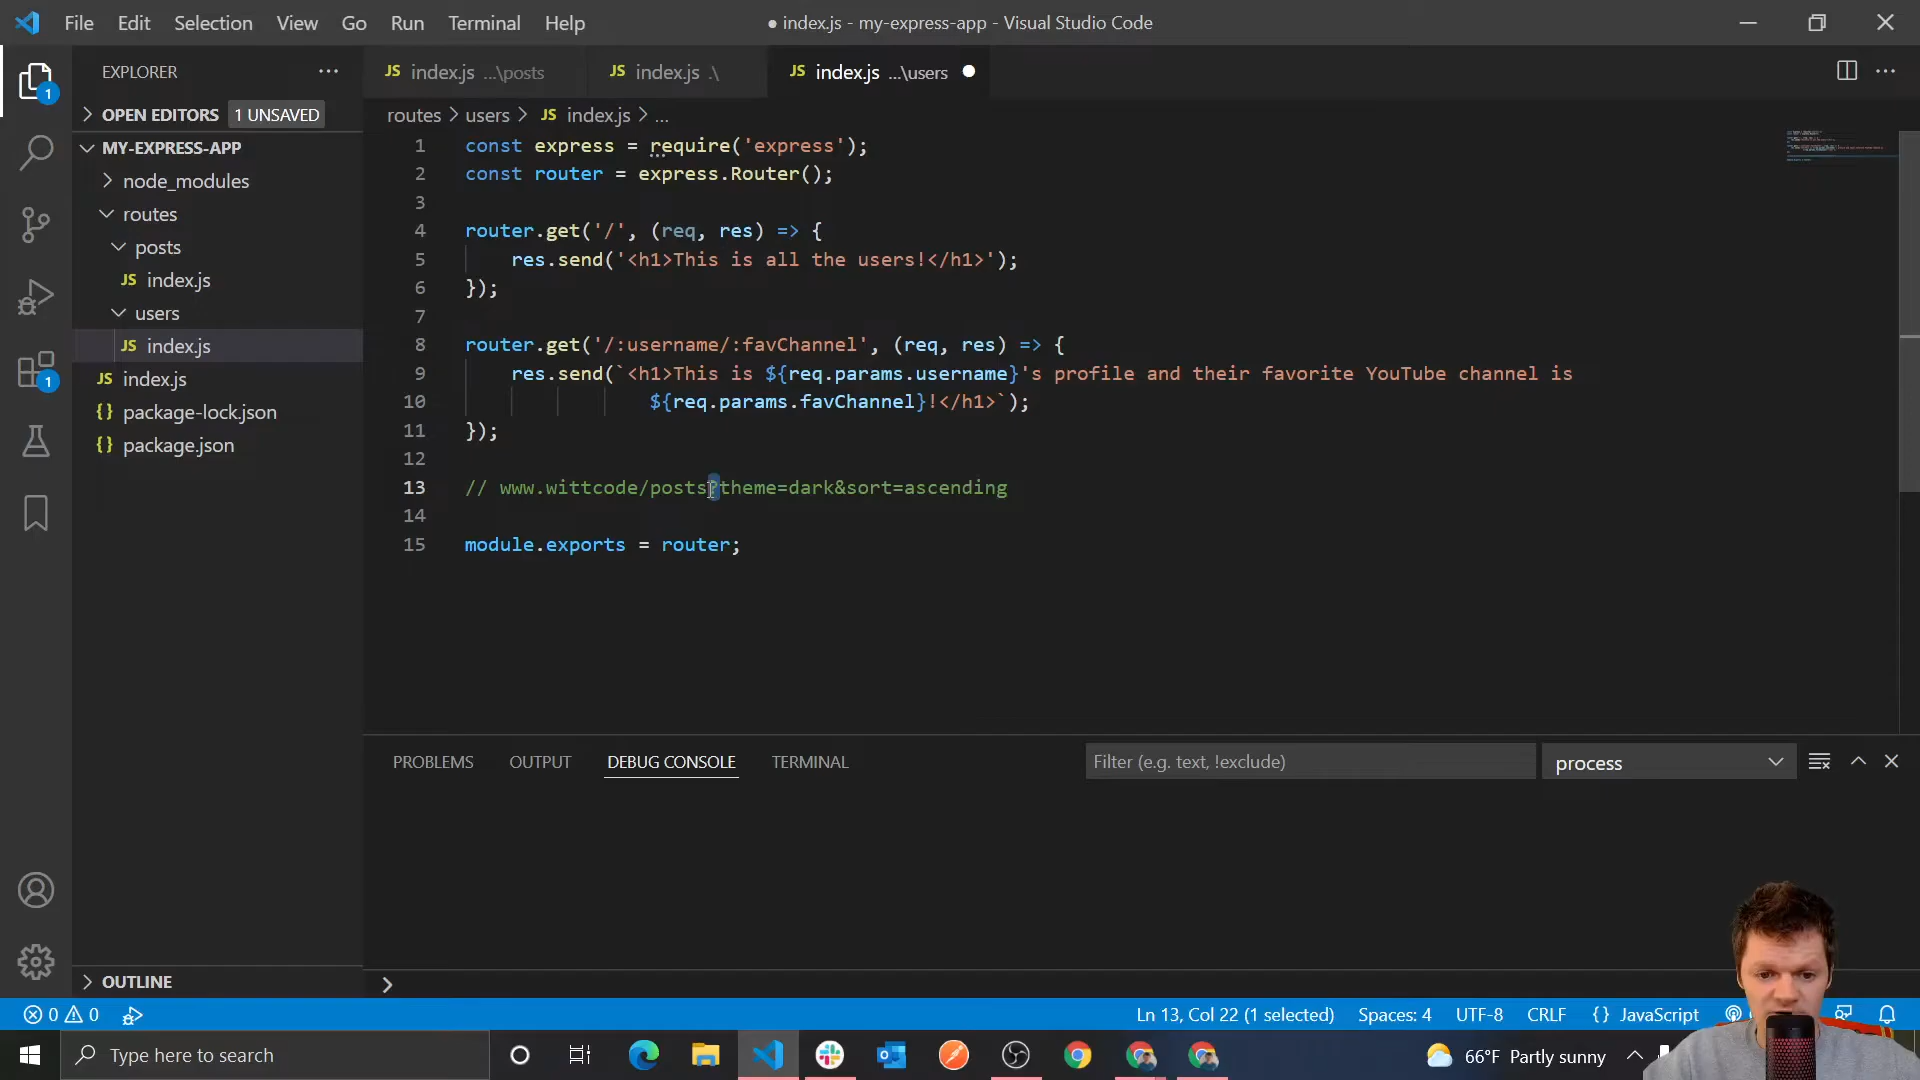 File Edit Selection View Go Run Terminal Help
● index.js - my-express-app - Visual Studio Code
EXPLORER
JS index.js ...\posts
JS index.js .\
JS index.js ...\users
OPEN EDITORS 1 UNSAVED
routes > users > JS index.js > ...
MY-EXPRESS-APP
node_modules
routes
posts
JS index.js
users
JS index.js
JS index.js
{} package-lock.json
{} package.json
1
1
1 const express = require('express');
2 const router = express.Router();
3
4 router.get('/', (req, res) => {
5 res.send('<h1>This is all the users!</h1>');
6 });
7
8 router.get('/:username/:favChannel', (req, res) => {
9 res.send(`<h1>This is ${req.params.username}'s profile and their favorite YouTube channel is
10 ${req.params.favChannel}!</h1>`);
11 });
12
13 // www.wittcode/posts?theme=dark&sort=ascending
14
15 module.exports = router;
PROBLEMS OUTPUT DEBUG CONSOLE TERMINAL
Filter (e.g. text, !exclude)
process
OUTLINE
0 0
Ln 13, Col 22 (1 selected) Spaces: 4 UTF-8 CRLF {} JavaScript
Type here to search
66°F Partly sunny